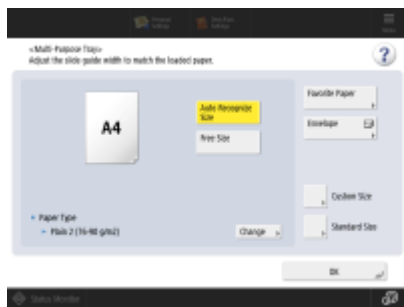 <Multi-Purpose Tray>
Adjust the slide guide width to match the loaded paper.
?
A4
Auto Recognize
Size
Free Size
Favorite Paper
Envelope
Custom Size
Standard Size
Paper Type
Plain 2 (76-90 g/m2)
Change
OK
Status Monitor